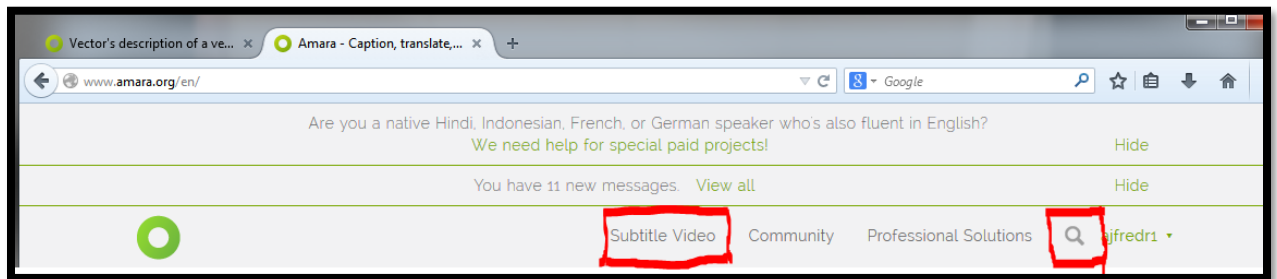 Vector's description of a ve... Amara - Caption, translate,...
www.amara.org/en/ Google
Are you a native Hindi, Indonesian, French, or German speaker who's also fluent in English?
We need help for special paid projects! Hide
You have 11 new messages. View all Hide
Subtitle Video Community Professional Solutions ajfredr1